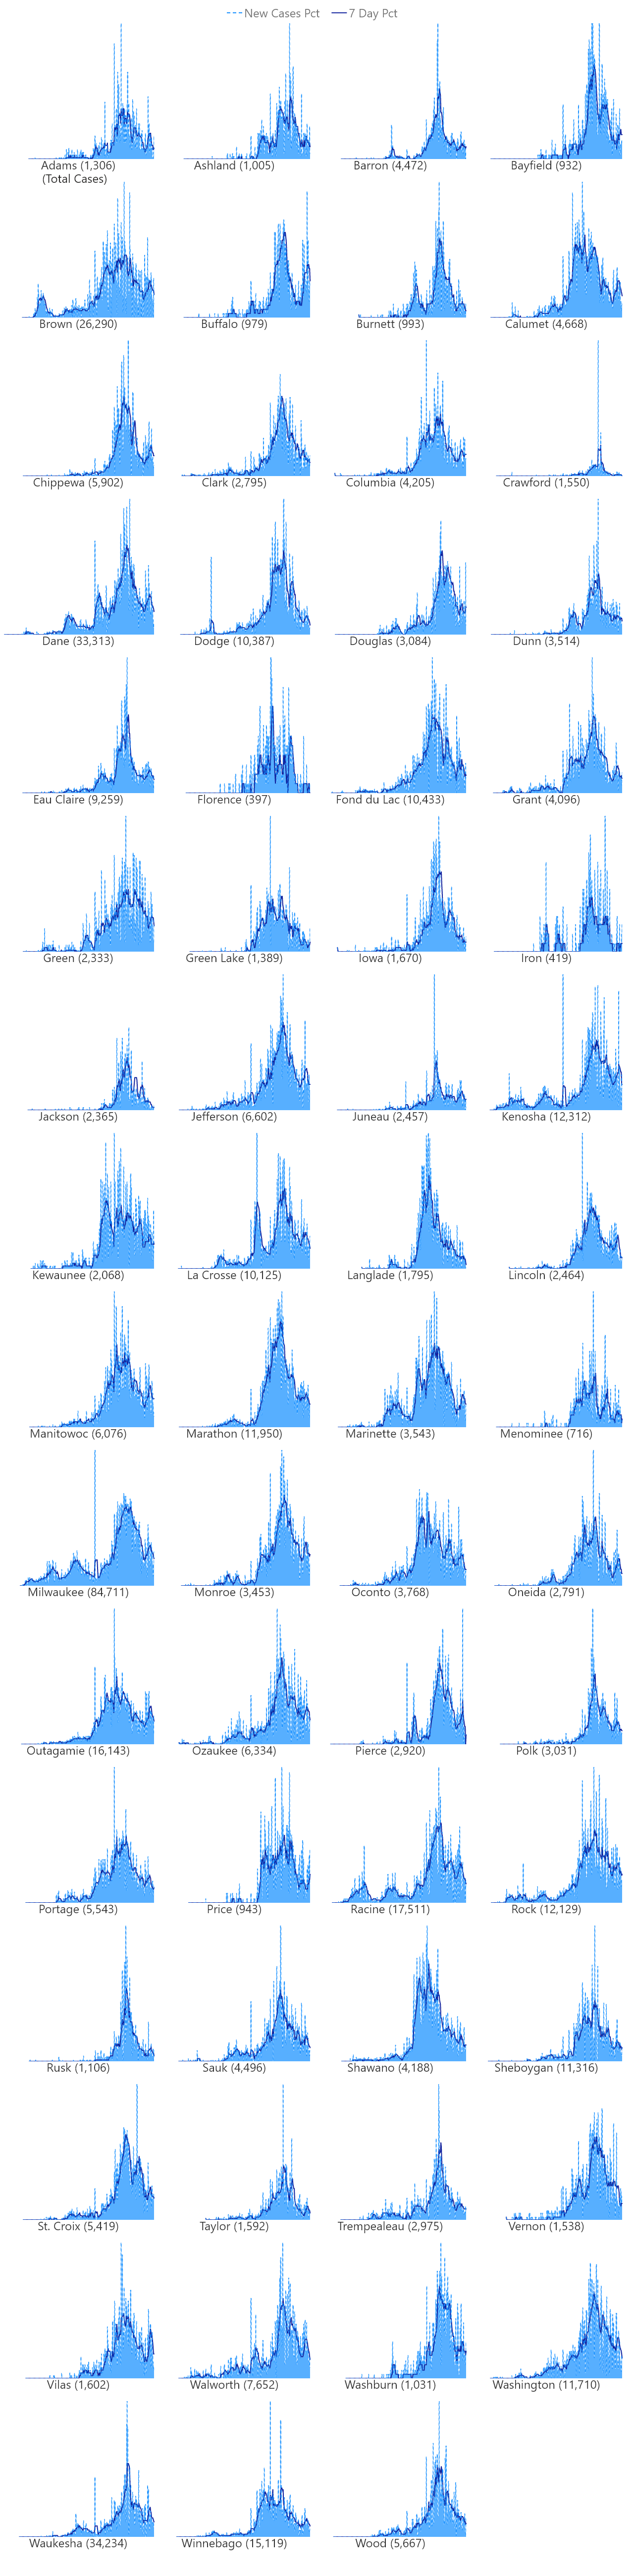 New Cases Pct 7 Day Pct
Adams (1,306) Ashland (1,005) Barron (4,472) Bayfield (932)
(Total Cases)
Brown (26,290) Buffalo (979) Burnett (993) Calumet (4,668)
Chippewa (5,902) Clark (2,795) Columbia (4,205) Crawford (1,550)
Dane (33,313) Dodge (10,387) Douglas (3,084) Dunn (3,514)
Eau Claire (9,259) Florence (397) Fond du Lac (10,433) Grant (4,096)
Green (2,333) Green Lake (1,389) Iowa (1,670) Iron (419)
Jackson (2,365) Jefferson (6,602) Juneau (2,457) Kenosha (12,312)
Kewaunee (2,068) La Crosse (10,125) Langlade (1,795) Lincoln (2,464)
Manitowoc (6,076) Marathon (11,950) Marinette (3,543) Menominee (716)
Milwaukee (84,711) Monroe (3,453) Oconto (3,768) Oneida (2,791)
Outagamie (16,143) Ozaukee (6,334) Pierce (2,920) Polk (3,031)
Portage (5,543) Price (943) Racine (17,511) Rock (12,129)
Rusk (1,106) Sauk (4,496) Shawano (4,188) Sheboygan (11,316)
St. Croix (5,419) Taylor (1,592) Trempealeau (2,975) Vernon (1,538)
Vilas (1,602) Walworth (7,652) Washburn (1,031) Washington (11,710)
Waukesha (34,234) Winnebago (15,119) Wood (5,667)